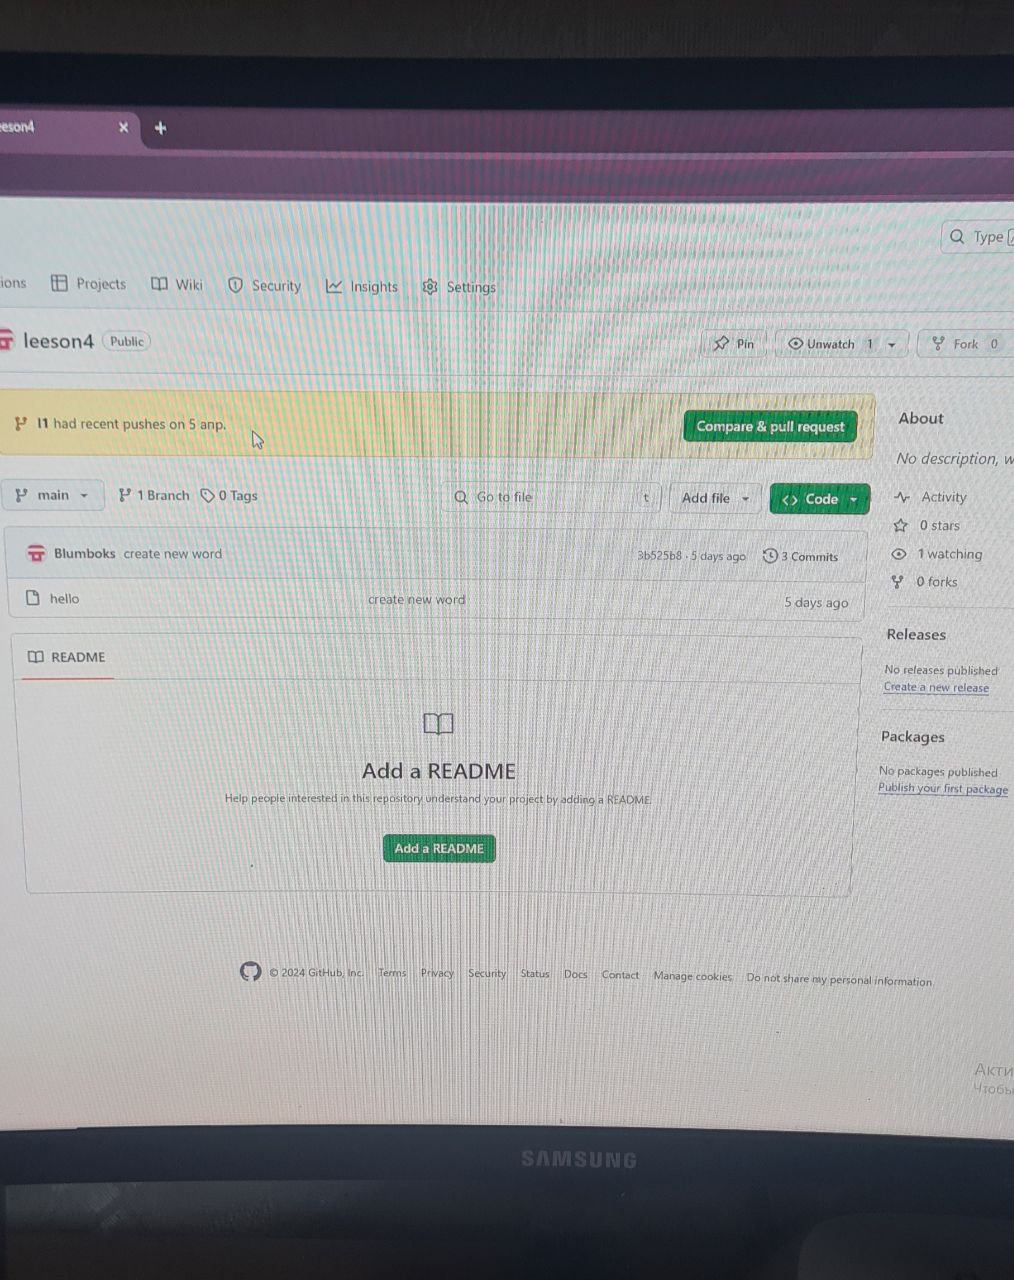 eeson4
Type
ions Projects Wiki Security Insights Settings
leeson4 Public Pin Unwatch 1 Fork 0
l1 had recent pushes on 5 апр. Compare & pull request
main 1 Branch 0 Tags Go to file t Add file Code
Blumboks create new word 3b525b8 · 5 days ago 3 Commits
hello create new word 5 days ago
README
Add a README
Help people interested in this repository understand your project by adding a README.
Add a README
About
No description, w
Activity
0 stars
1 watching
0 forks
Releases
No releases published
Create a new release
Packages
No packages published
Publish your first package
© 2024 GitHub, Inc. Terms Privacy Security Status Docs Contact Manage cookies Do not share my personal information
Акти
Чтобы
SAMSUNG